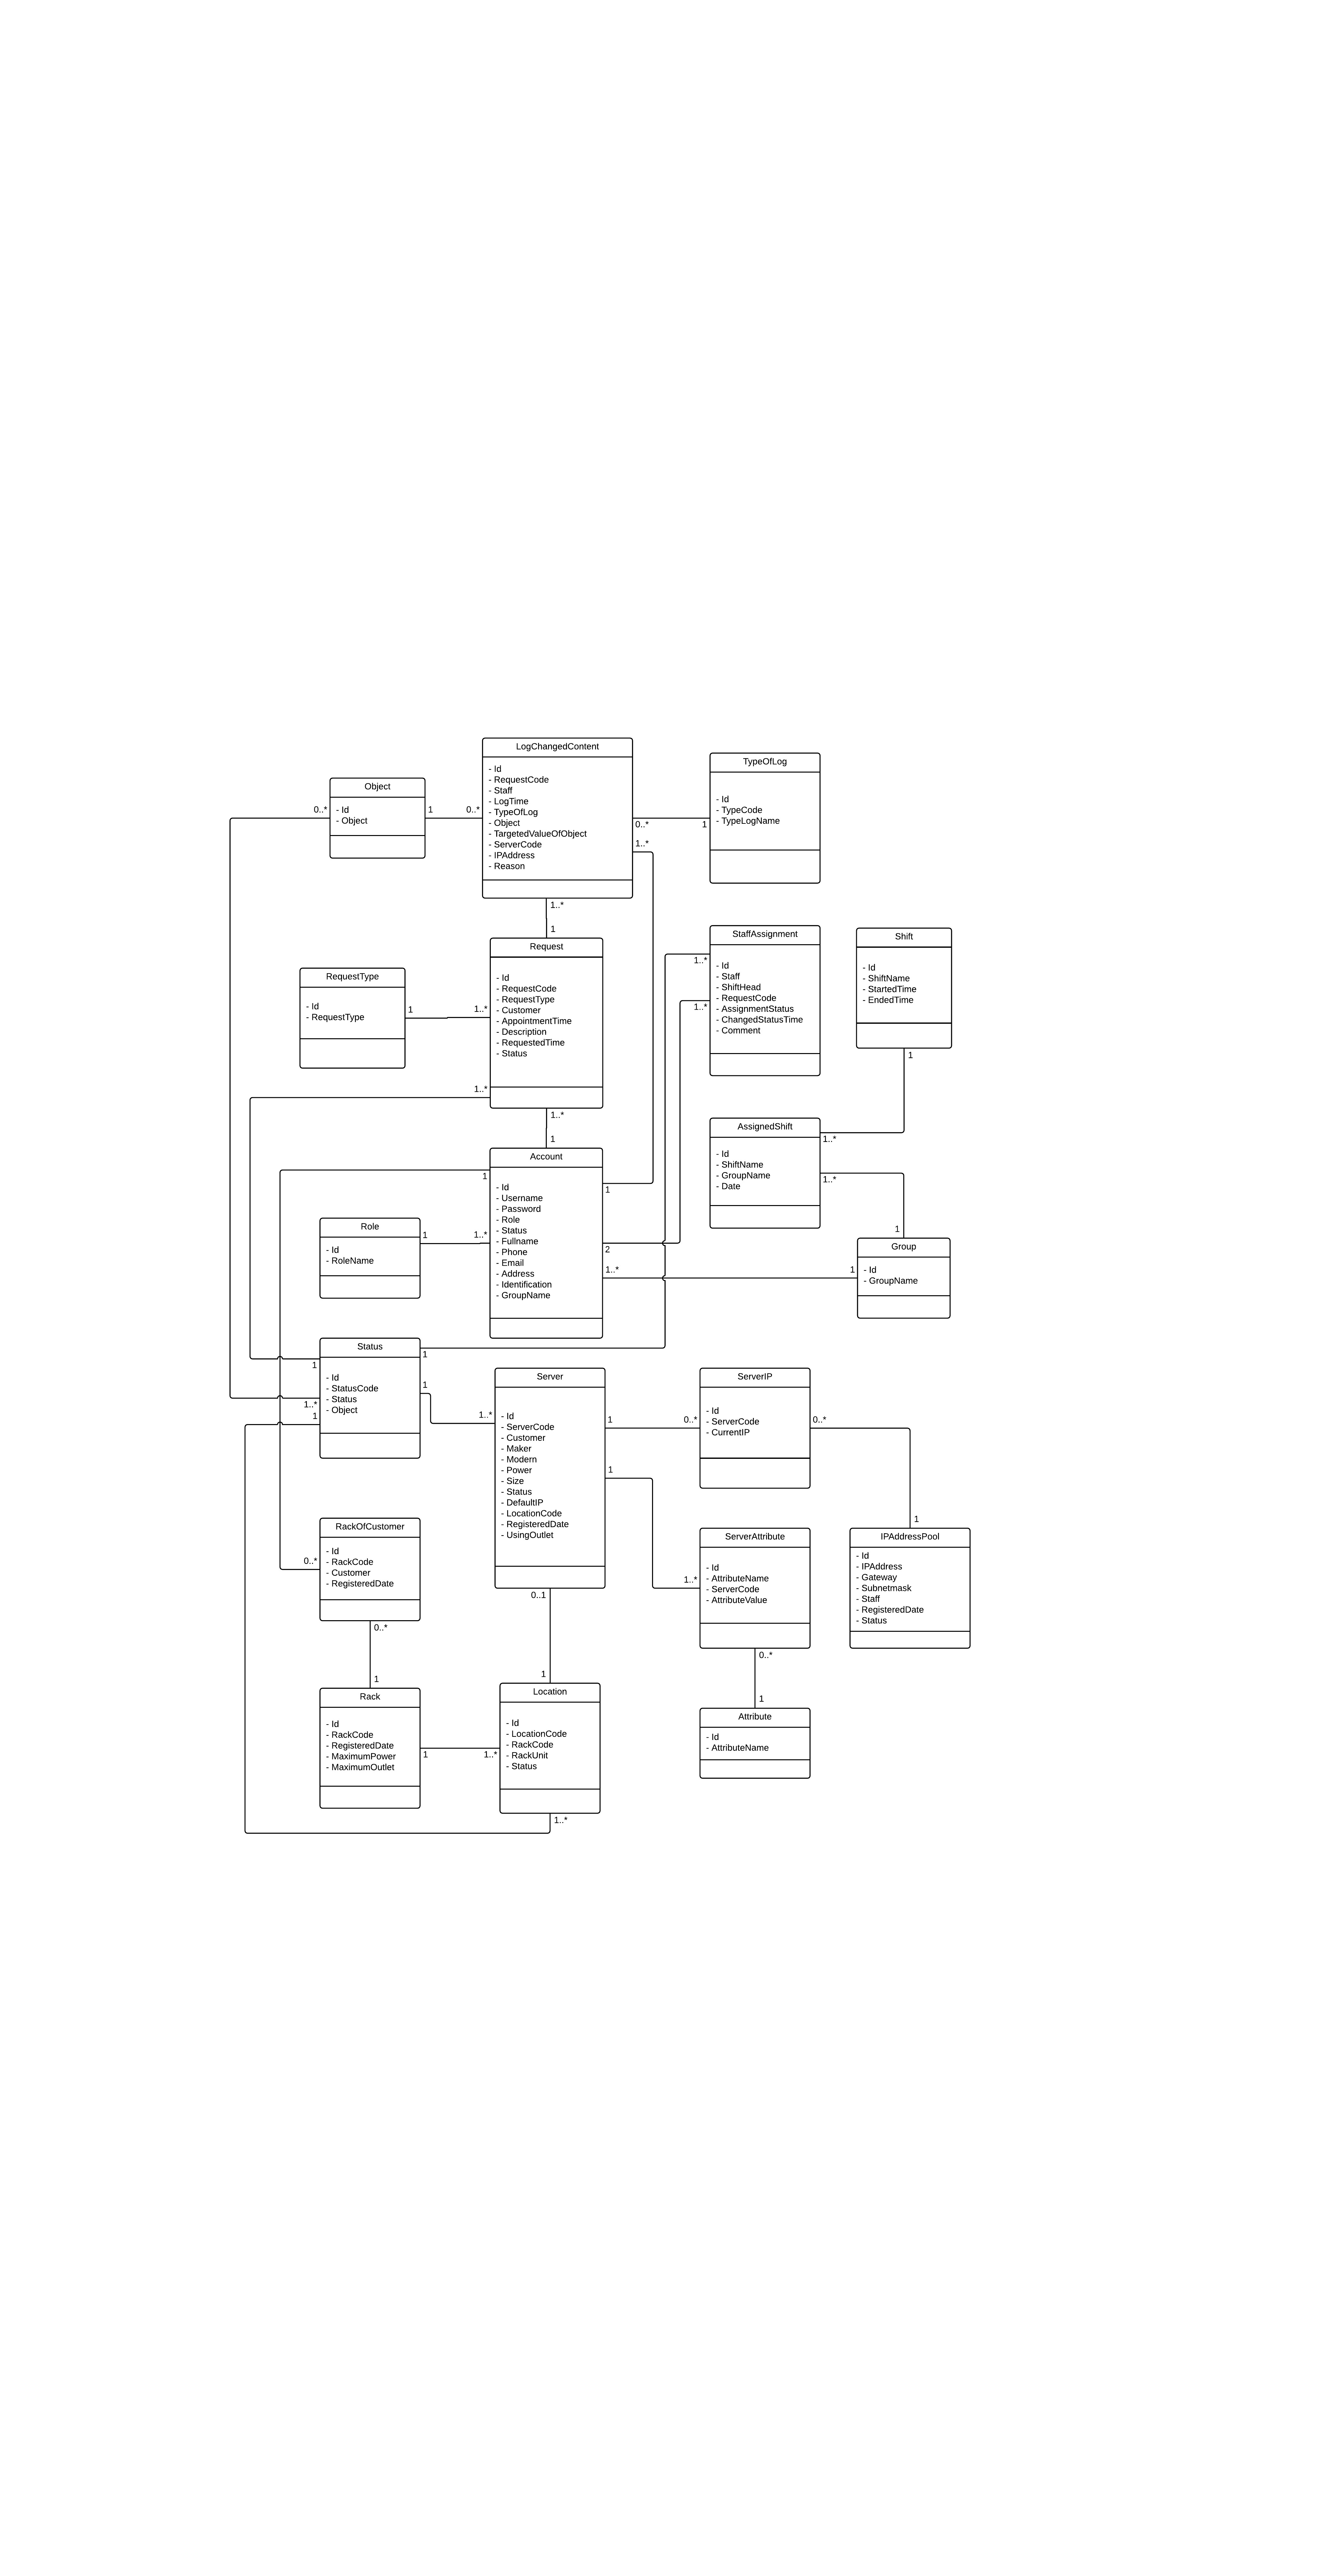 LogChangedContent
- Id
- RequestCode
- Staff
- LogTime
- TypeOfLog
- Object
- TargetedValueOfObject
- ServerCode
- IPAddress
- Reason
TypeOfLog
- Id
- TypeCode
- TypeLogName
Object
- Id
- Object
0..*
1
0..*
0..*
1
1..*
1..*
1
Request
- Id
- RequestCode
- RequestType
- Customer
- AppointmentTime
- Description
- RequestedTime
- Status
RequestType
- Id
- RequestType
1
1..*
1..*
1..*
1
StaffAssignment
- Id
- Staff
- ShiftHead
- RequestCode
- AssignmentStatus
- ChangedStatusTime
- Comment
1..*
1..*
Shift
- Id
- ShiftName
- StartedTime
- EndedTime
1
AssignedShift
- Id
- ShiftName
- GroupName
- Date
1..*
1..*
1
Account
- Id
- Username
- Password
- Role
- Status
- Fullname
- Phone
- Email
- Address
- Identification
- GroupName
1
1
2
1..*
1
Group
- Id
- GroupName
Role
- Id
- RoleName
1
1..*
Status
- Id
- StatusCode
- Status
- Object
1
1
1..*
1
1
1..*
Server
- Id
- ServerCode
- Customer
- Maker
- Modern
- Power
- Size
- Status
- DefaultIP
- LocationCode
- RegisteredDate
- UsingOutlet
1
0..*
1
1..*
0..1
1
ServerIP
- Id
- ServerCode
- CurrentIP
0..*
1
RackOfCustomer
- Id
- RackCode
- Customer
- RegisteredDate
0..*
0..*
1
ServerAttribute
- Id
- AttributeName
- ServerCode
- AttributeValue
0..*
1
IPAddressPool
- Id
- IPAddress
- Gateway
- Subnetmask
- Staff
- RegisteredDate
- Status
Rack
- Id
- RackCode
- RegisteredDate
- MaximumPower
- MaximumOutlet
1
1..*
Location
- Id
- LocationCode
- RackCode
- RackUnit
- Status
1..*
Attribute
- Id
- AttributeName